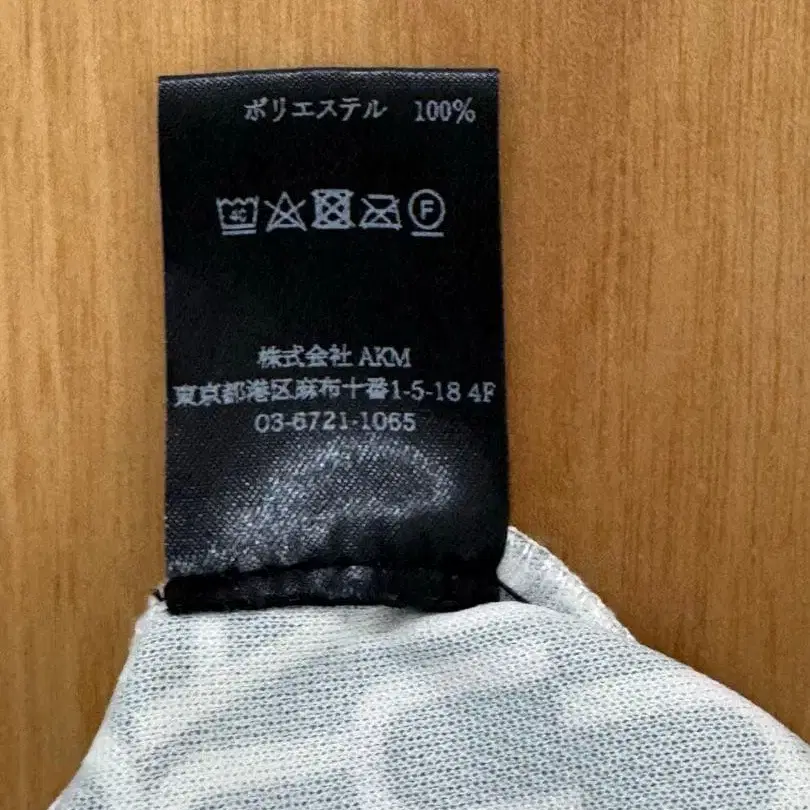 ポリエステル 100%
40
F
株式会社 AKM
東京都港区麻布十番1-5-18 4F
03-6721-1065